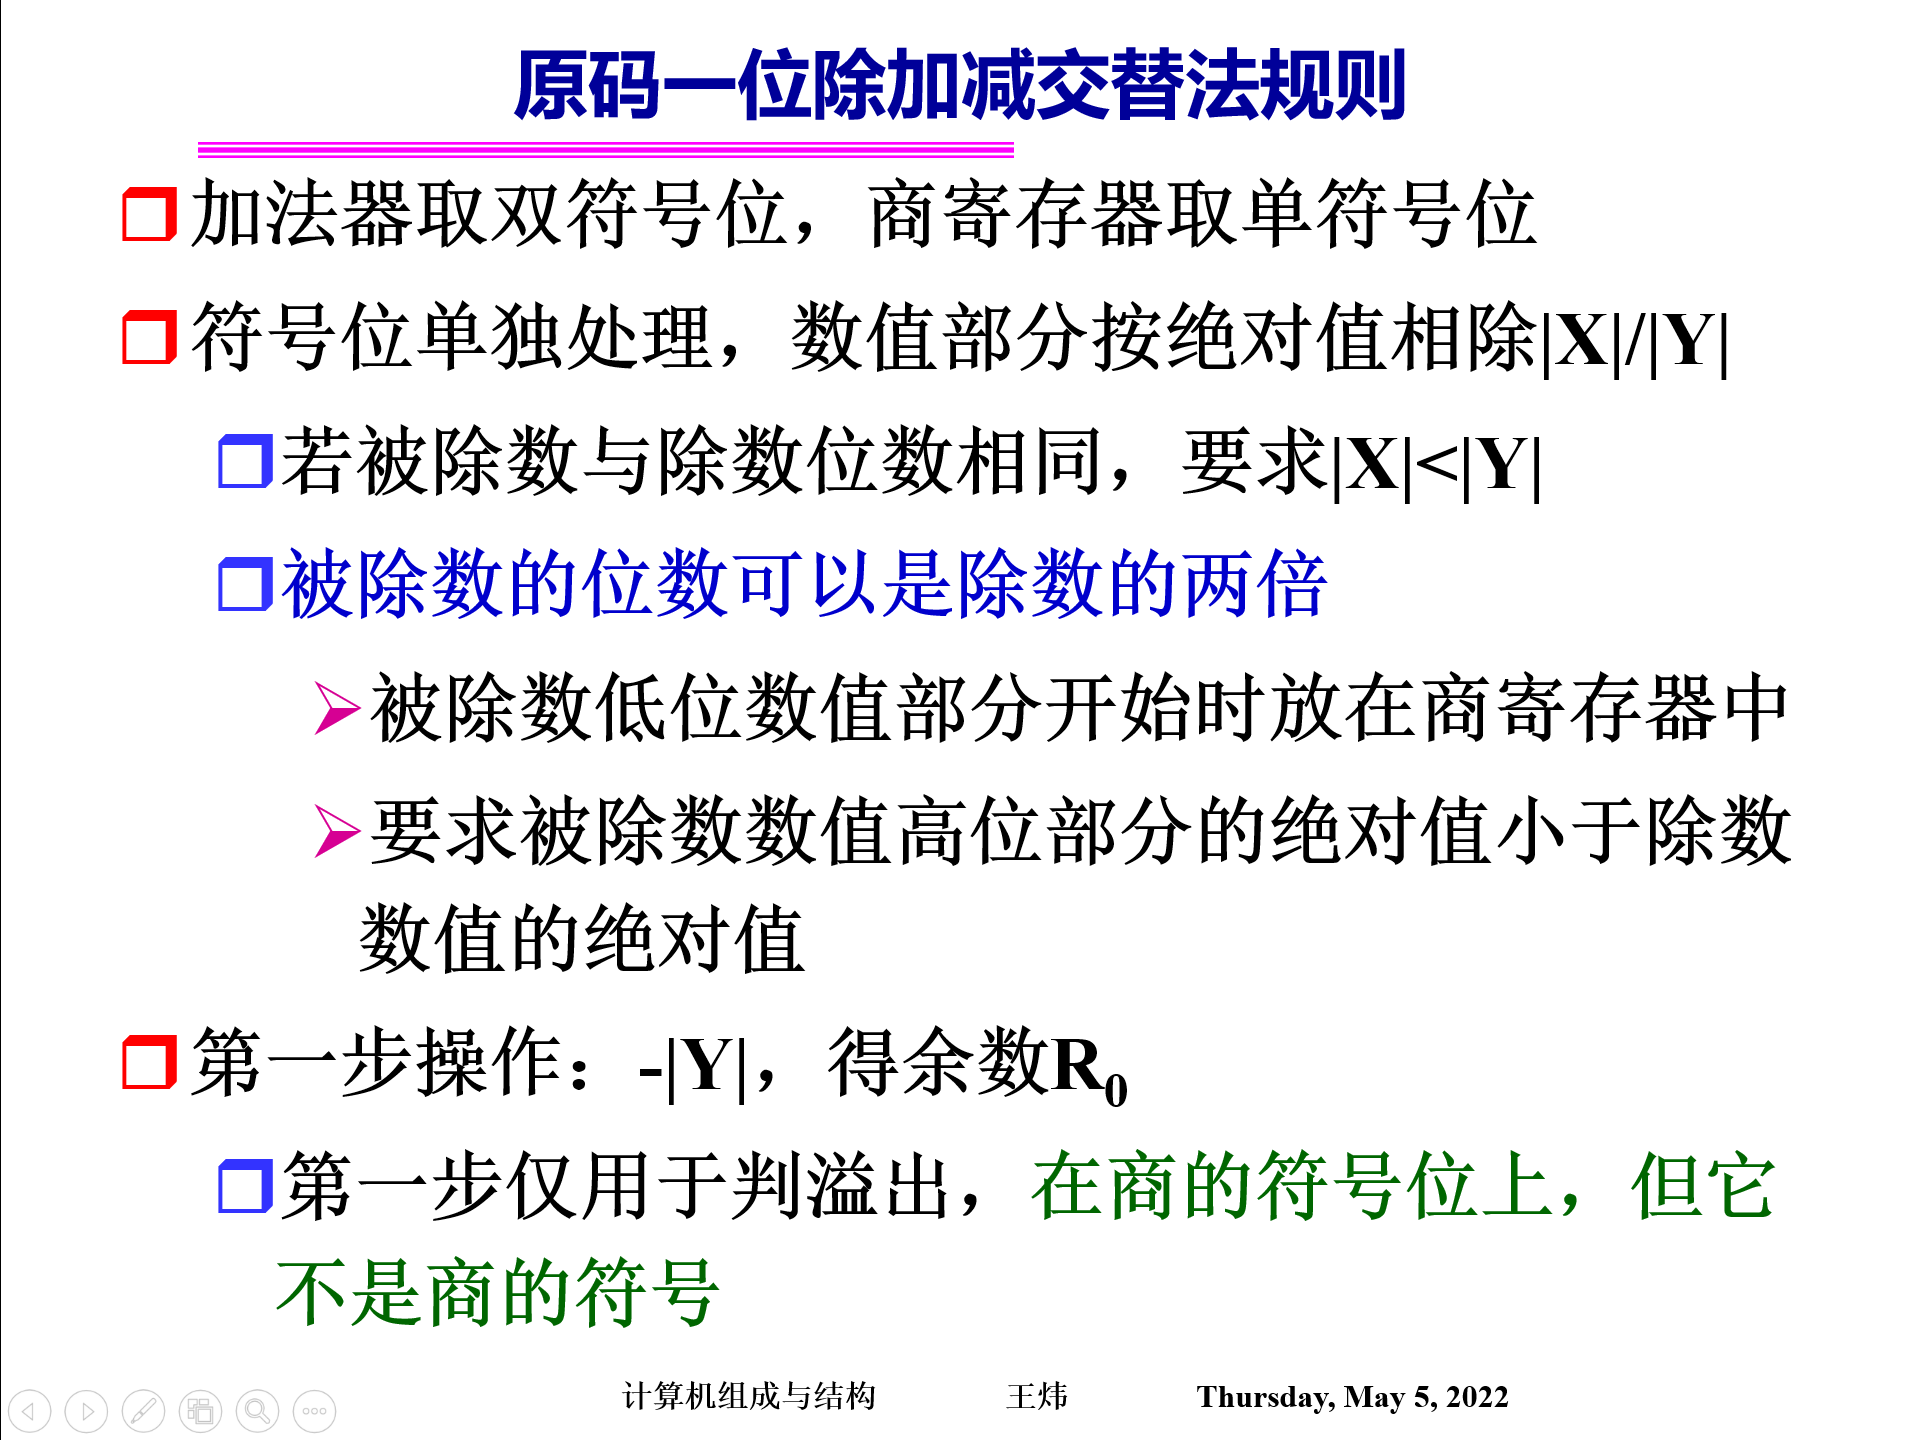 原码一位除加减交替法规则
加法器取双符号位，商寄存器取单符号位
符号位单独处理，数值部分按绝对值相除|X|/|Y|
若被除数与除数位数相同，要求|X|<|Y|
被除数的位数可以是除数的两倍
被除数低位数值部分开始时放在商寄存器中
要求被除数数值高位部分的绝对值小于除数
数值的绝对值
第一步操作：-|Y|，得余数R₀
第一步仅用于判溢出，在商的符号位上，但它
不是商的符号
计算机组成与结构 王炜 Thursday, May 5, 2022